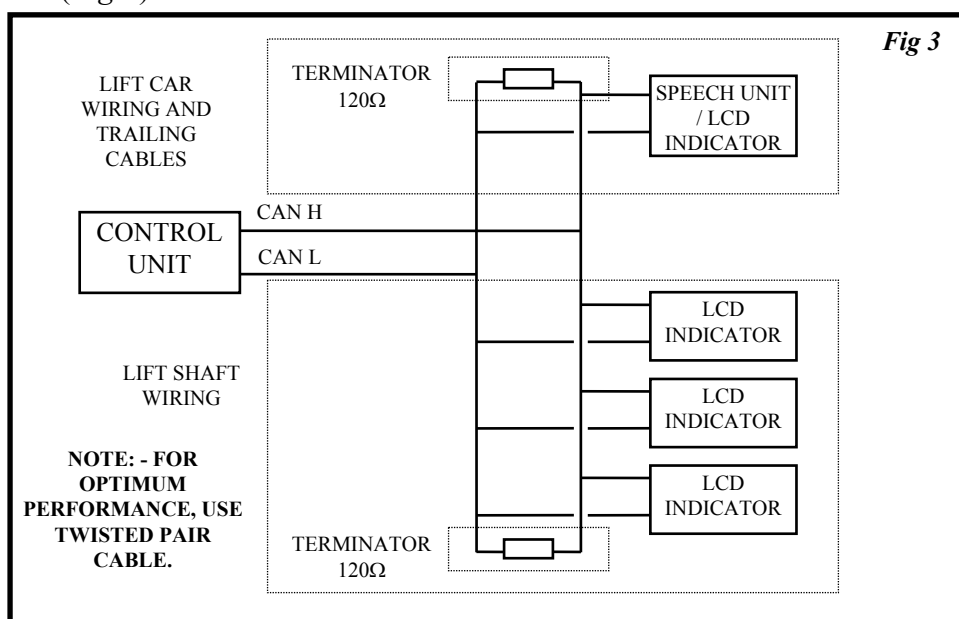 Fig 3
LIFT CAR
WIRING AND
TRAILING
CABLES
TERMINATOR
120Ω
SPEECH UNIT
/ LCD
INDICATOR
CONTROL
UNIT
CAN H
CAN L
LCD
INDICATOR
LIFT SHAFT
WIRING
LCD
INDICATOR
NOTE: - FOR
OPTIMUM
PERFORMANCE, USE
TWISTED PAIR
CABLE.
LCD
INDICATOR
TERMINATOR
120Ω